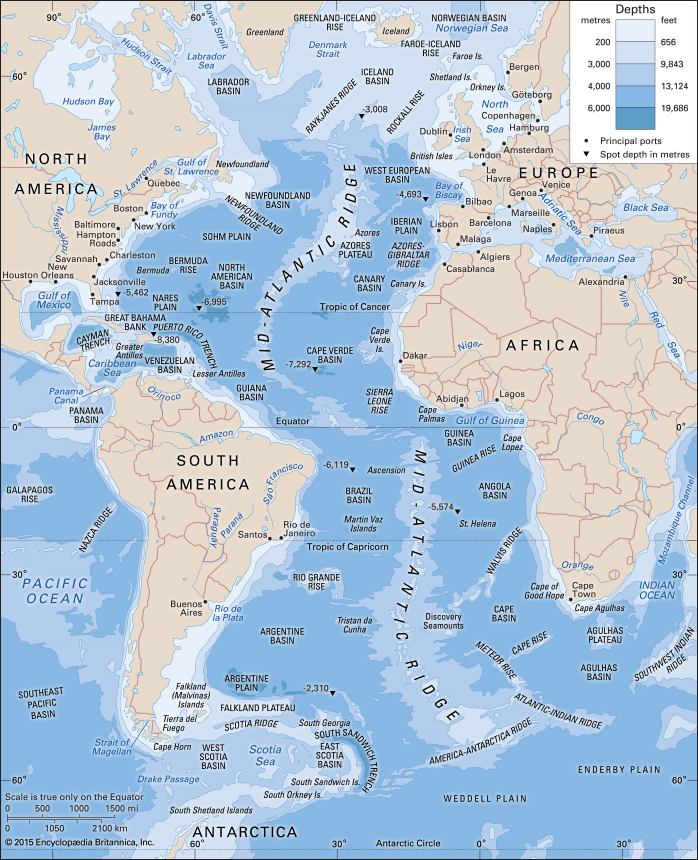 90°
60°
30°
0°
Depths
metres
feet
200
656
3,000
9,843
4,000
13,124
6,000
19,686
Principal ports
Spot depth in metres
GREENLAND-ICELAND
RISE
NORWEGIAN BASIN
Norwegian Sea
Davis Strait
Greenland
Iceland
Hudson Strait
Denmark
Strait
FAROE-ICELAND
RISE
Labrador
Sea
Faroe Is.
Bergen
60°
ICELAND
BASIN
Shetland Is.
LABRADOR
BASIN
Orkney Is.
Göteborg
Hudson Bay
RAYKJANES RIDGE
-3,008
ROCKALL RISE
North
Sea
Copenhagen
James
Bay
Hamburg
Dublin
Irish
Sea
Amsterdam
NORTH
AMERICA
Gulf of
St. Lawrence
St. Lawrence
Newfoundland
British Isles
London
WEST EUROPEAN
BASIN
Le
Havre
EUROPE
Quebec
-4,693
Bay of
Biscay
Venice
Genoa
NEWFOUNDLAND
BASIN
NEWFOUNDLAND
RIDGE
Boston
Bay of
Fundy
Bilbao
Marseille
Adriatic Sea
Black Sea
Mississippi
New York
Baltimore
Hampton
Roads
SOHM PLAIN
MID-ATLANTIC RIDGE
Azores
IBERIAN
PLAIN
Lisbon
Barcelona
Naples
Piraeus
AZORES
PLATEAU
AZORES-
GIBRALTAR
RIDGE
Malaga
Algiers
Mediterranean Sea
Savannah
Charleston
BERMUDA
RISE
Bermuda
NORTH
AMERICAN
BASIN
Casablanca
New
Orleans
Houston
Jacksonville
CANARY
BASIN
Canary Is.
Alexandria
30°
Gulf of
Mexico
Tampa
-5,462
NARES
PLAIN
-6,995
Tropic of Cancer
Nile
Red Sea
GREAT BAHAMA
BANK
PUERTO RICO TRENCH
CAYMAN
TRENCH
-8,380
Cape
Verde
Is.
Greater
Antilles
CAPE VERDE
BASIN
Dakar
Niger
AFRICA
Caribbean
Sea
VENEZUELAN
BASIN
Lesser Antilles
-7,292
Panama
Canal
Orinoco
GUIANA
BASIN
SIERRA
LEONE
RISE
Abidjan
Lagos
PANAMA
BASIN
Cape
Palmas
Gulf of Guinea
Congo
0°
Equator
Amazon
GUINEA
BASIN
Cape
Lopez
0°
SOUTH
AMERICA
São Francisco
-6,119
Ascension
GUINEA RISE
GALAPAGOS
RISE
BRAZIL
BASIN
MID-ATLANTIC RIDGE
ANGOLA
BASIN
-5,574
St. Helena
Mozambique Channel
NAZCA RIDGE
Paraguay
Paraná
Martin Vaz
Islands
Rio de
Janeiro
Santos
Tropic of Capricorn
WALVIS RIDGE
Orange
30°
PACIFIC
OCEAN
RIO GRANDE
RISE
Cape of
Good Hope
Cape
Town
INDIAN
OCEAN
30°
Buenos
Aires
Río de
la Plata
Tristan da
Cunha
Discovery
Seamounts
CAPE
BASIN
Cape Agulhas
ARGENTINE
BASIN
CAPE RISE
AGULHAS
PLATEAU
METEOR RISE
SOUTHWEST INDIAN
RIDGE
AGULHAS
BASIN
SOUTHEAST
PACIFIC
BASIN
ARGENTINE
PLAIN
-2,310
Falkland
(Malvinas)
Islands
FALKLAND PLATEAU
ATLANTIC-INDIAN RIDGE
Tierra del
Fuego
SCOTIA RIDGE
South Georgia
SOUTH SANDWICH TRENCH
Strait of
Magellan
Cape Horn
WEST
SCOTIA
BASIN
Scotia
Sea
EAST
SCOTIA
BASIN
AMERICA-ANTARCTICA RIDGE
60°
Drake Passage
South Sandwich Is.
South Orkney Is.
ENDERBY PLAIN
60°
WEDDELL PLAIN
Scale is true only on the Equator
0 500 1000 1500 mi
0 1050 2100 km
South Shetland Islands
ANTARCTICA
© 2015 Encyclopædia Britannica, Inc.
60°
30°
Antarctic Circle
0°
30°